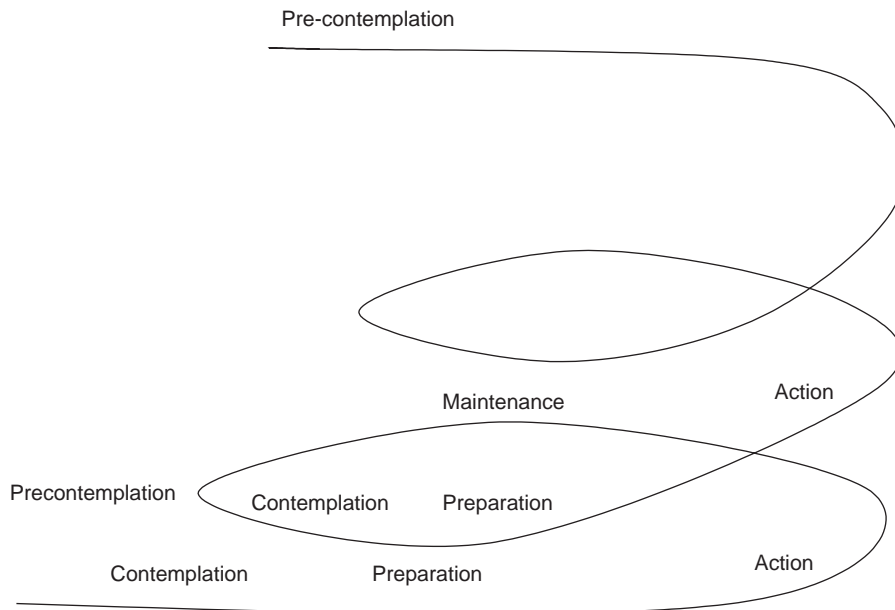 Pre-contemplation
Action
Maintenance
Precontemplation
Contemplation Preparation
Contemplation Preparation Action